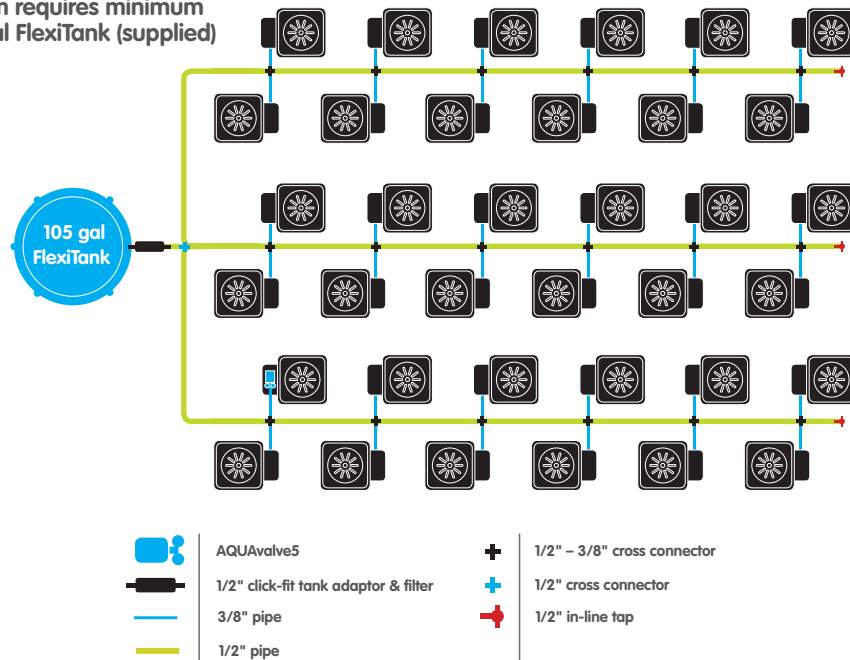 requires minimum
FlexiTank (supplied)
105 gal
FlexiTank
AQUAvalve5
1/2" click-fit tank adaptor & filter
3/8" pipe
1/2" pipe
1/2" – 3/8" cross connector
1/2" cross connector
1/2" in-line tap